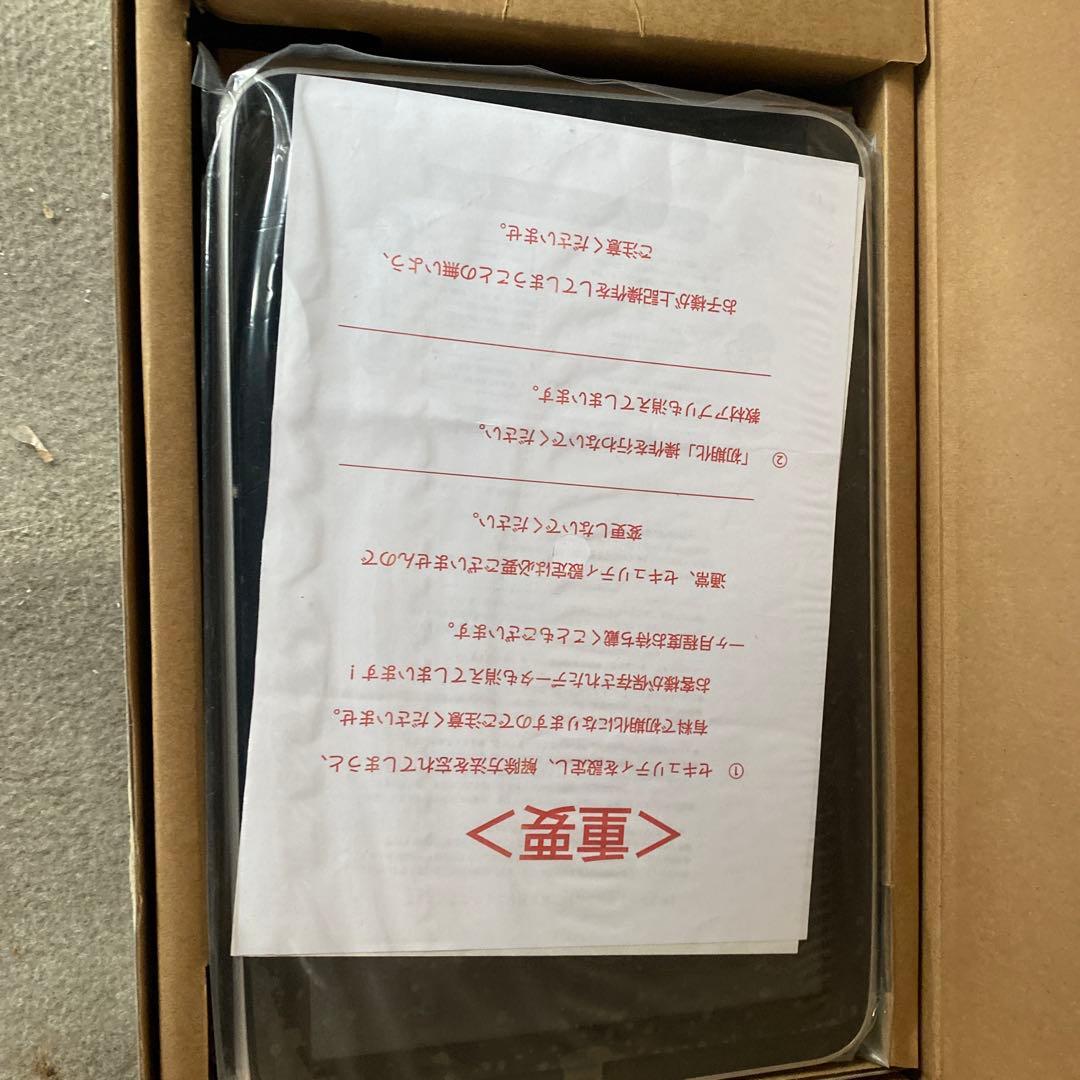 ＜重要＞
① セキュリティを設定し、解除方法を忘れてしまうと、
有料で初期化になりますのでご注意くださいませ。
お客様が保存されたデータも消えてしまいます！
一ヶ月程度お待ち戴くこともございます。
通常、セキュリティ設定は必要ございませんので
変更しないでください。
② 「初期化」操作を行わないでください。
教材アプリも消えてしまいます。
お子様が上記操作をしてしまうことの無いよう、
ご注意くださいませ。